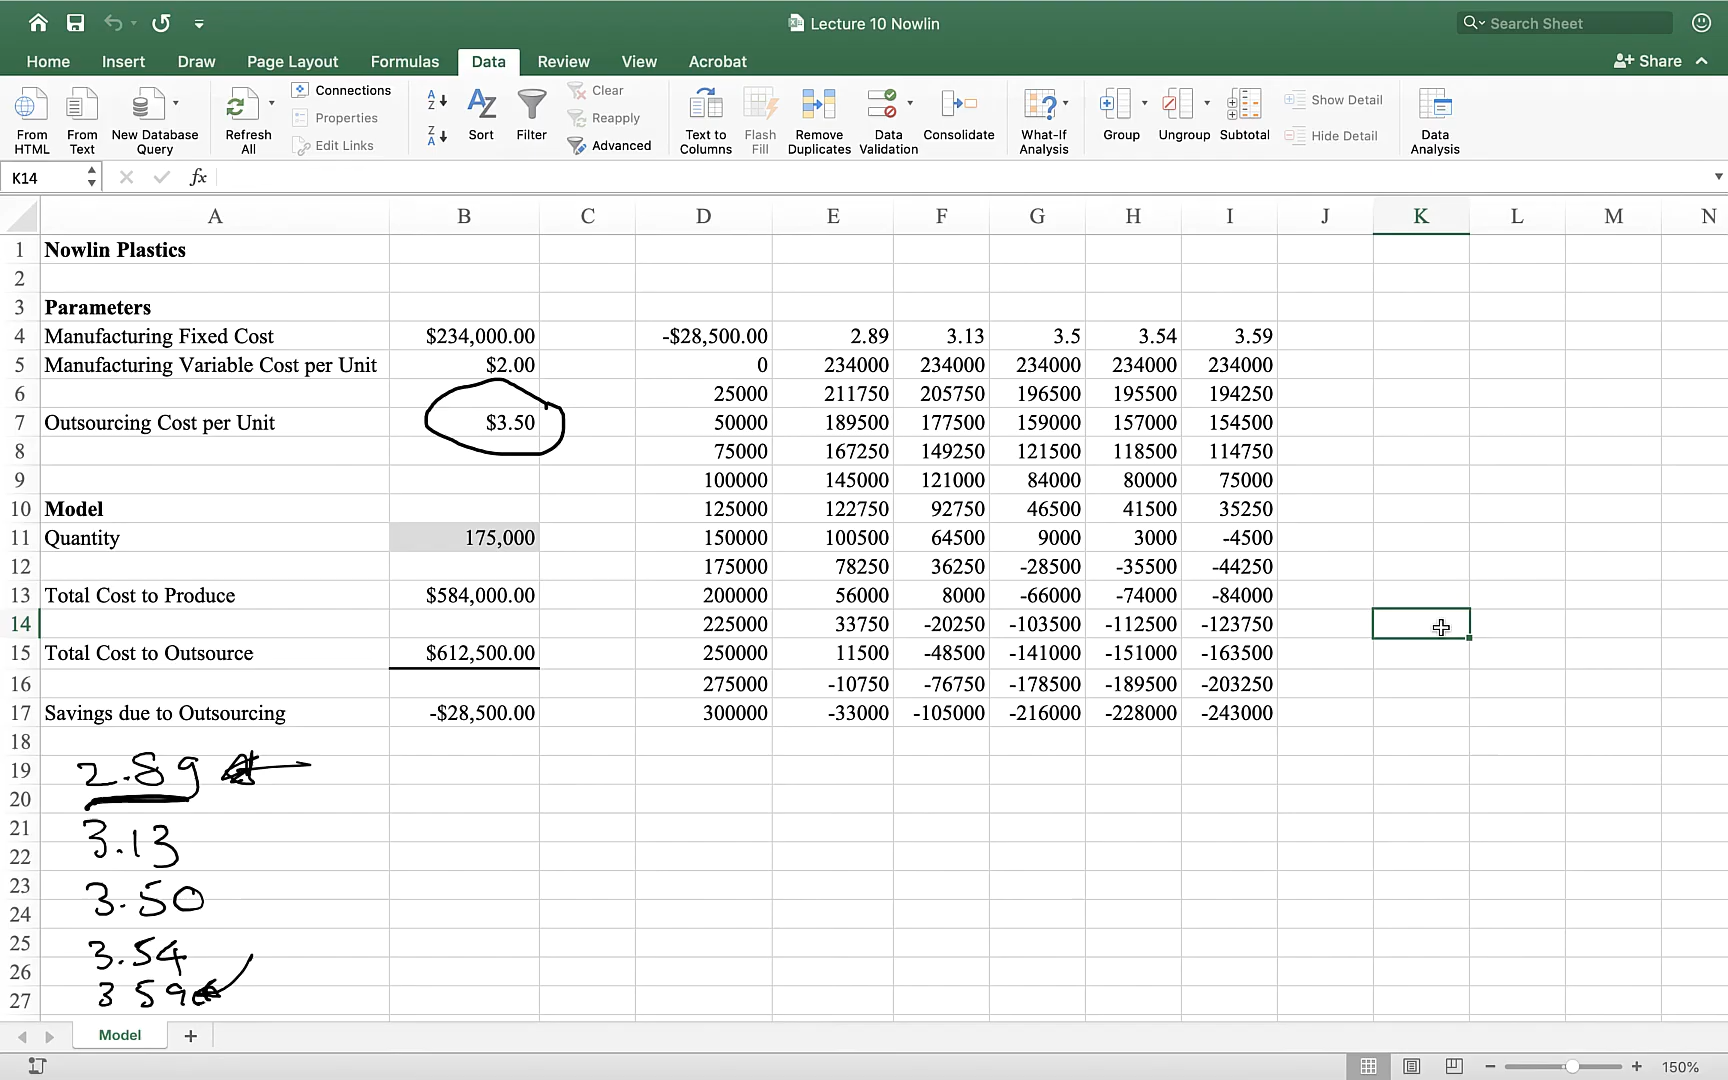 Lecture 10 Nowlin
Search Sheet
Home Insert Draw Page Layout Formulas Data Review View Acrobat Share
From HTML
From Text
New Database Query
Refresh All
Connections
Properties
Edit Links
Sort
Filter
Clear
Reapply
Advanced
Text to Columns
Flash Fill
Remove Duplicates
Data Validation
Consolidate
What-If Analysis
Group
Ungroup
Subtotal
Show Detail
Hide Detail
Data Analysis
K14 fx
A B C D E F G H I J K L M N
1 Nowlin Plastics
2
3 Parameters
4 Manufacturing Fixed Cost $234,000.00 -$28,500.00 2.89 3.13 3.5 3.54 3.59
5 Manufacturing Variable Cost per Unit $2.00 0 234000 234000 234000 234000 234000
6 25000 211750 205750 196500 195500 194250
7 Outsourcing Cost per Unit $3.50 50000 189500 177500 159000 157000 154500
8 75000 167250 149250 121500 118500 114750
9 100000 145000 121000 84000 80000 75000
10 Model 125000 122750 92750 46500 41500 35250
11 Quantity 175,000 150000 100500 64500 9000 3000 -4500
12 175000 78250 36250 -28500 -35500 -44250
13 Total Cost to Produce $584,000.00 200000 56000 8000 -66000 -74000 -84000
14 225000 33750 -20250 -103500 -112500 -123750
15 Total Cost to Outsource $612,500.00 250000 11500 -48500 -141000 -151000 -163500
16 275000 -10750 -76750 -178500 -189500 -203250
17 Savings due to Outsourcing -$28,500.00 300000 -33000 -105000 -216000 -228000 -243000
18
19 2.89
20
21 3.13
22
23 3.50
24
25 3.54
26
27 3 59
Model
150%